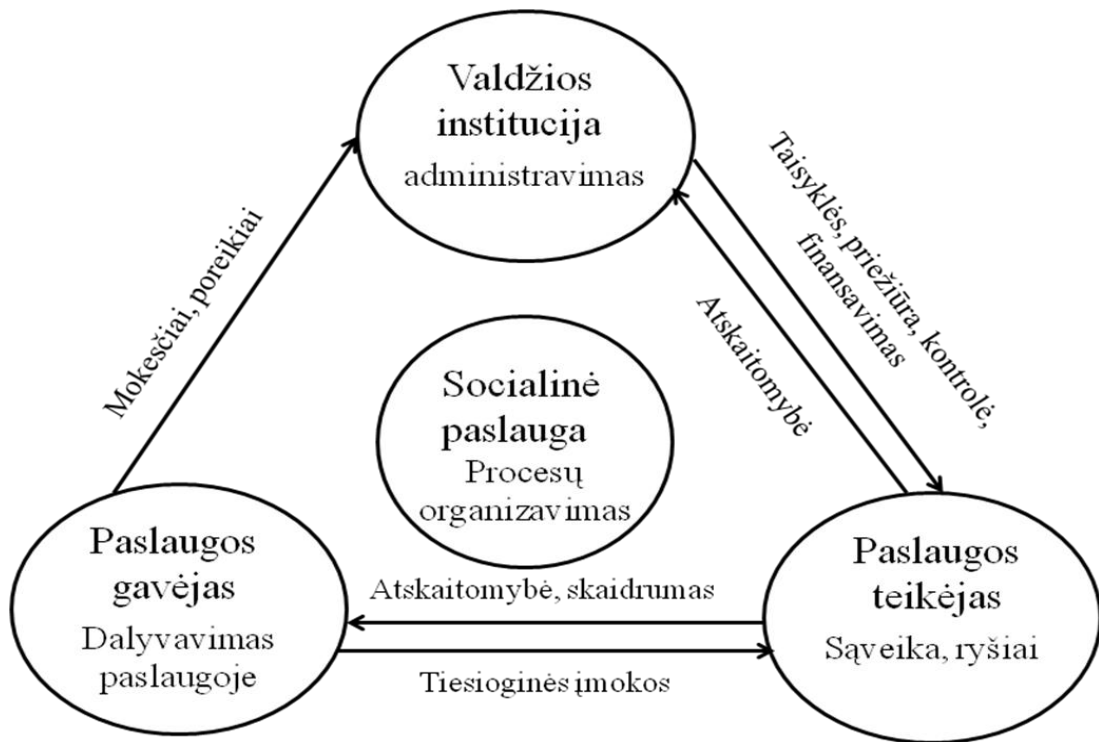 Valdžios
institucija
administravimas
Mokesčiai, poreikiai
Taisyklės, priežiūra, kontrolė,
finansavimas
Atskaitomybė
Socialinė
paslauga
Procesų
organizavimas
Paslaugos
gavėjas
Dalyvavimas
paslaugoje
Atskaitomybė, skaidrumas
Tiesioginės įmokos
Paslaugos
teikėjas
Sąveika, ryšiai